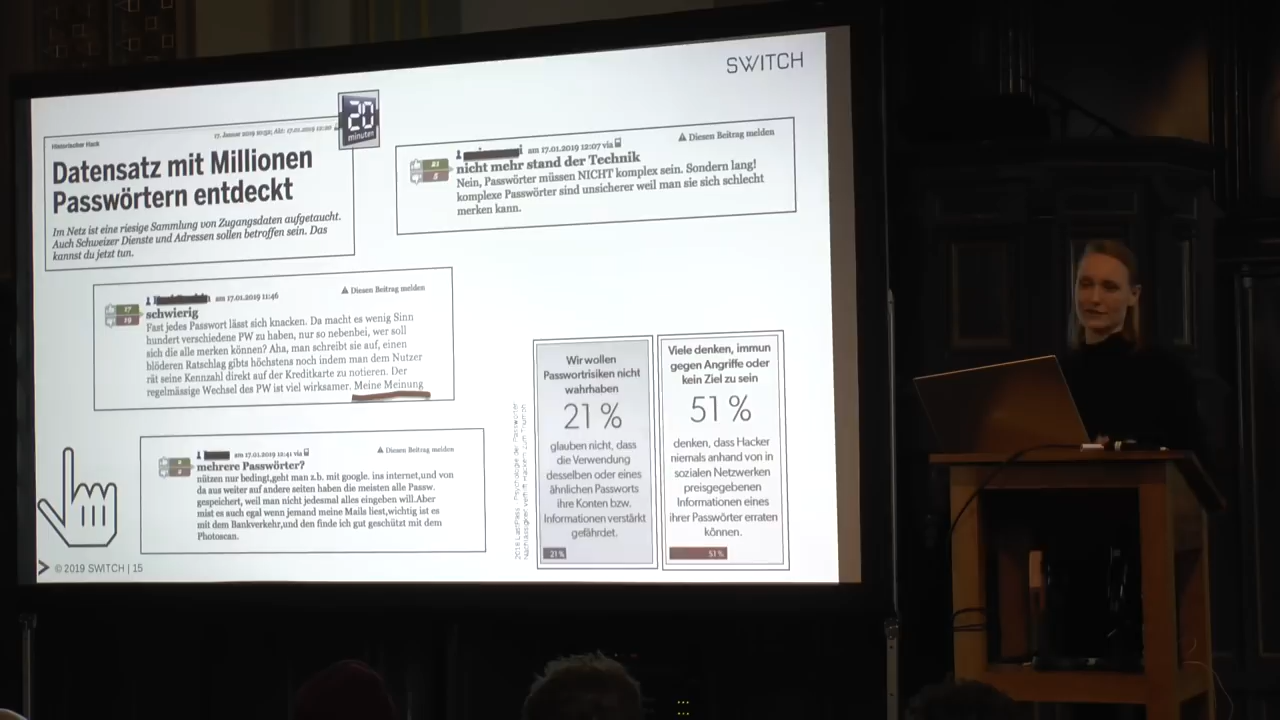 SWITCH
20
minuten
Historischer Hack
17. Januar 2019
Datensatz mit Millionen
Passwörtern entdeckt
Im Netz ist eine riesige Sammlung von Zugangsdaten aufgetaucht.
Auch Schweizer Dienste und Adressen sollen betroffen sein. Das
kannst du jetzt tun.
am 17.01.2019 12:07 via
Diesen Beitrag melden
21
5
nicht mehr stand der Technik
Nein, Passwörter müssen NICHT komplex sein. Sondern lang!
komplexe Passwörter sind unsicherer weil man sie sich schlecht
merken kann.
am 17.01.2019 11:46
Diesen Beitrag melden
17
19
schwierig
Fast jedes Passwort lässt sich knacken. Da macht es wenig Sinn
hundert verschiedene PW zu haben, nur so nebenbei, wer soll
sich die alle merken können? Aha, man schreibt sie auf, einen
blöderen Ratschlag gibts höchstens noch indem man dem Nutzer
rät seine Kennzahl direkt auf der Kreditkarte zu notieren. Der
regelmässige Wechsel des PW ist viel wirksamer. Meine Meinung
am 17.01.2019 12:41 via
Diesen Beitrag melden
mehrere Passwörter?
nützen nur bedingt,geht man z.b. mit google. ins internet,und von
da aus weiter auf andere seiten haben die meisten alle Passw.
gespeichert, weil man nicht jedesmal alles eingeben will.Aber
mist es auch egal wenn jemand meine Mails liest,wichtig ist es
mit dem Bankverkehr,und den finde ich gut geschützt mit dem
Photoscan.
Wir wollen
Passwortrisiken nicht
wahrhaben
21 %
glauben nicht, dass
die Verwendung
desselben oder eines
ähnlichen Passworts
ihre Konten bzw.
Informationen verstärkt
gefährdet.
21 %
Viele denken, immun
gegen Angriffe oder
kein Ziel zu sein
51 %
denken, dass Hacker
niemals anhand von in
sozialen Netzwerken
preisgegebenen
Informationen eines
ihrer Passwörter erraten
können.
51 %
© 2019 SWITCH | 15